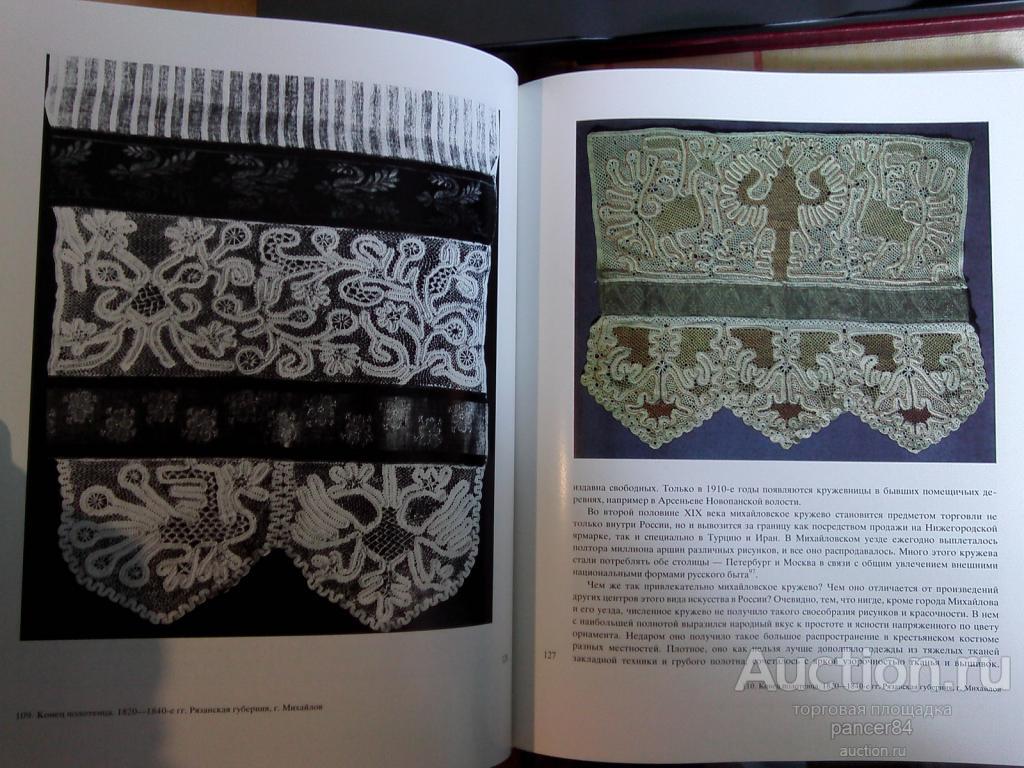 109. Конец полотенца. 1820—1840-е гг. Рязанская губерния, г. Михайлов
издавна свободных. Только в 1910-е годы появляются кружевницы в бывших помещичьих де-
ревнях, например в Арсеньеве Новопанской волости.
Во второй половине XIX века михайловское кружево становится предметом торговли не
только внутри России, но и вывозится за границу как посредством продажи на Нижегородской
ярмарке, так и специально в Турцию и Иран. В Михайловском уезде ежегодно выплеталось
полтора миллиона аршин различных рисунков, и все оно распродавалось. Много этого кружева
стали потреблять обе столицы — Петербург и Москва в связи с общим увлечением внешними
национальными формами русского быта
Чем же так привлекательно михайловское кружево? Чем оно отличается от произведений
других центров этого вида искусства в России? Очевидно, тем, что нигде, кроме города Михайлова
и его уезда, численное кружево не получило такого своеобразия рисунков и красочности. В нем
с наибольшей полнотой выразился народный вкус к простоте и ясности напряженного по цвету
орнамента. Недаром оно получило такое большое распространение в крестьянском костюме
разных местностей. Плотное, оно как нельзя лучше дополняло одежды из тяжелых тканей
закладной техники и грубого полотна, сочеталось с яркой узорочностью тканья и вышивок.
127
110. Конец полотенца. 1820—1840-е гг. Рязанская губерния, г. Михайлов
Auction.ru
торговая площадка
pancer84
auction.ru